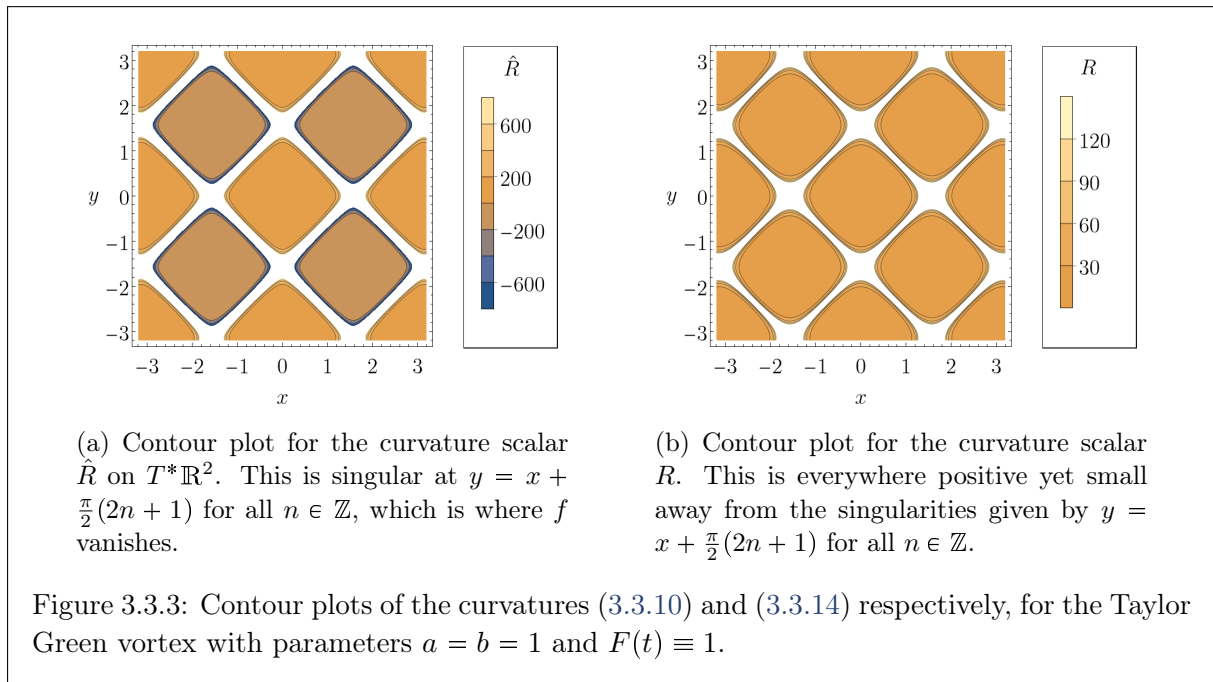 R̂
3
2
1
y 0
−1
−2
−3
−3 −2 −1 0 1 2 3
x
600
200
−200
−600
R
3
2
1
y 0
−1
−2
−3
−3 −2 −1 0 1 2 3
x
120
90
60
30
(a) Contour plot for the curvature scalar
R̂ on T*ℝ². This is singular at y = x +
π/2(2n + 1) for all n ∈ ℤ, which is where f
vanishes.
(b) Contour plot for the curvature scalar
R. This is everywhere positive yet small
away from the singularities given by y =
x + π/2(2n + 1) for all n ∈ ℤ.
Figure 3.3.3: Contour plots of the curvatures (3.3.10) and (3.3.14) respectively, for the Taylor
Green vortex with parameters a = b = 1 and F(t) ≡ 1.